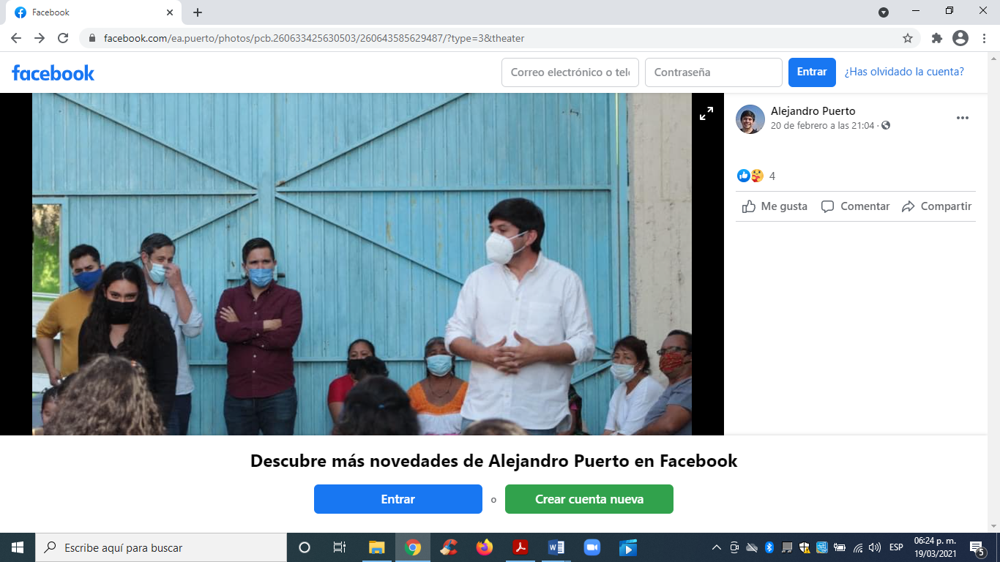 Facebook
facebook.com/ea.puerto/photos/pcb.260633425630503/260643585629487/?type=3&theater
facebook
Correo electrónico o telé
Contraseña
Entrar
¿Has olvidado la cuenta?
Alejandro Puerto
20 de febrero a las 21:04 ·
4
Me gusta
Comentar
Compartir
Descubre más novedades de Alejandro Puerto en Facebook
Entrar
o
Crear cuenta nueva
Escribe aquí para buscar
ESP
06:24 p. m.
19/03/2021
5